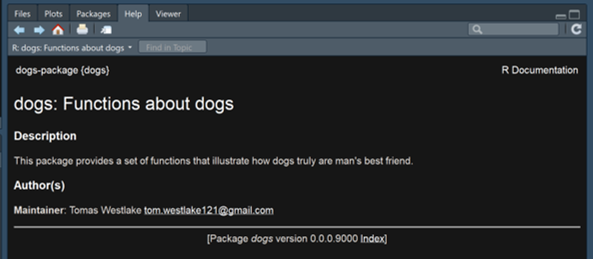 Files Plots Packages Help Viewer
R: dogs: Functions about dogs Find in Topic
dogs-package {dogs} R Documentation
dogs: Functions about dogs
Description
This package provides a set of functions that illustrate how dogs truly are man's best friend.
Author(s)
Maintainer: Tomas Westlake tom.westlake121@gmail.com
[Package dogs version 0.0.0.9000 Index]